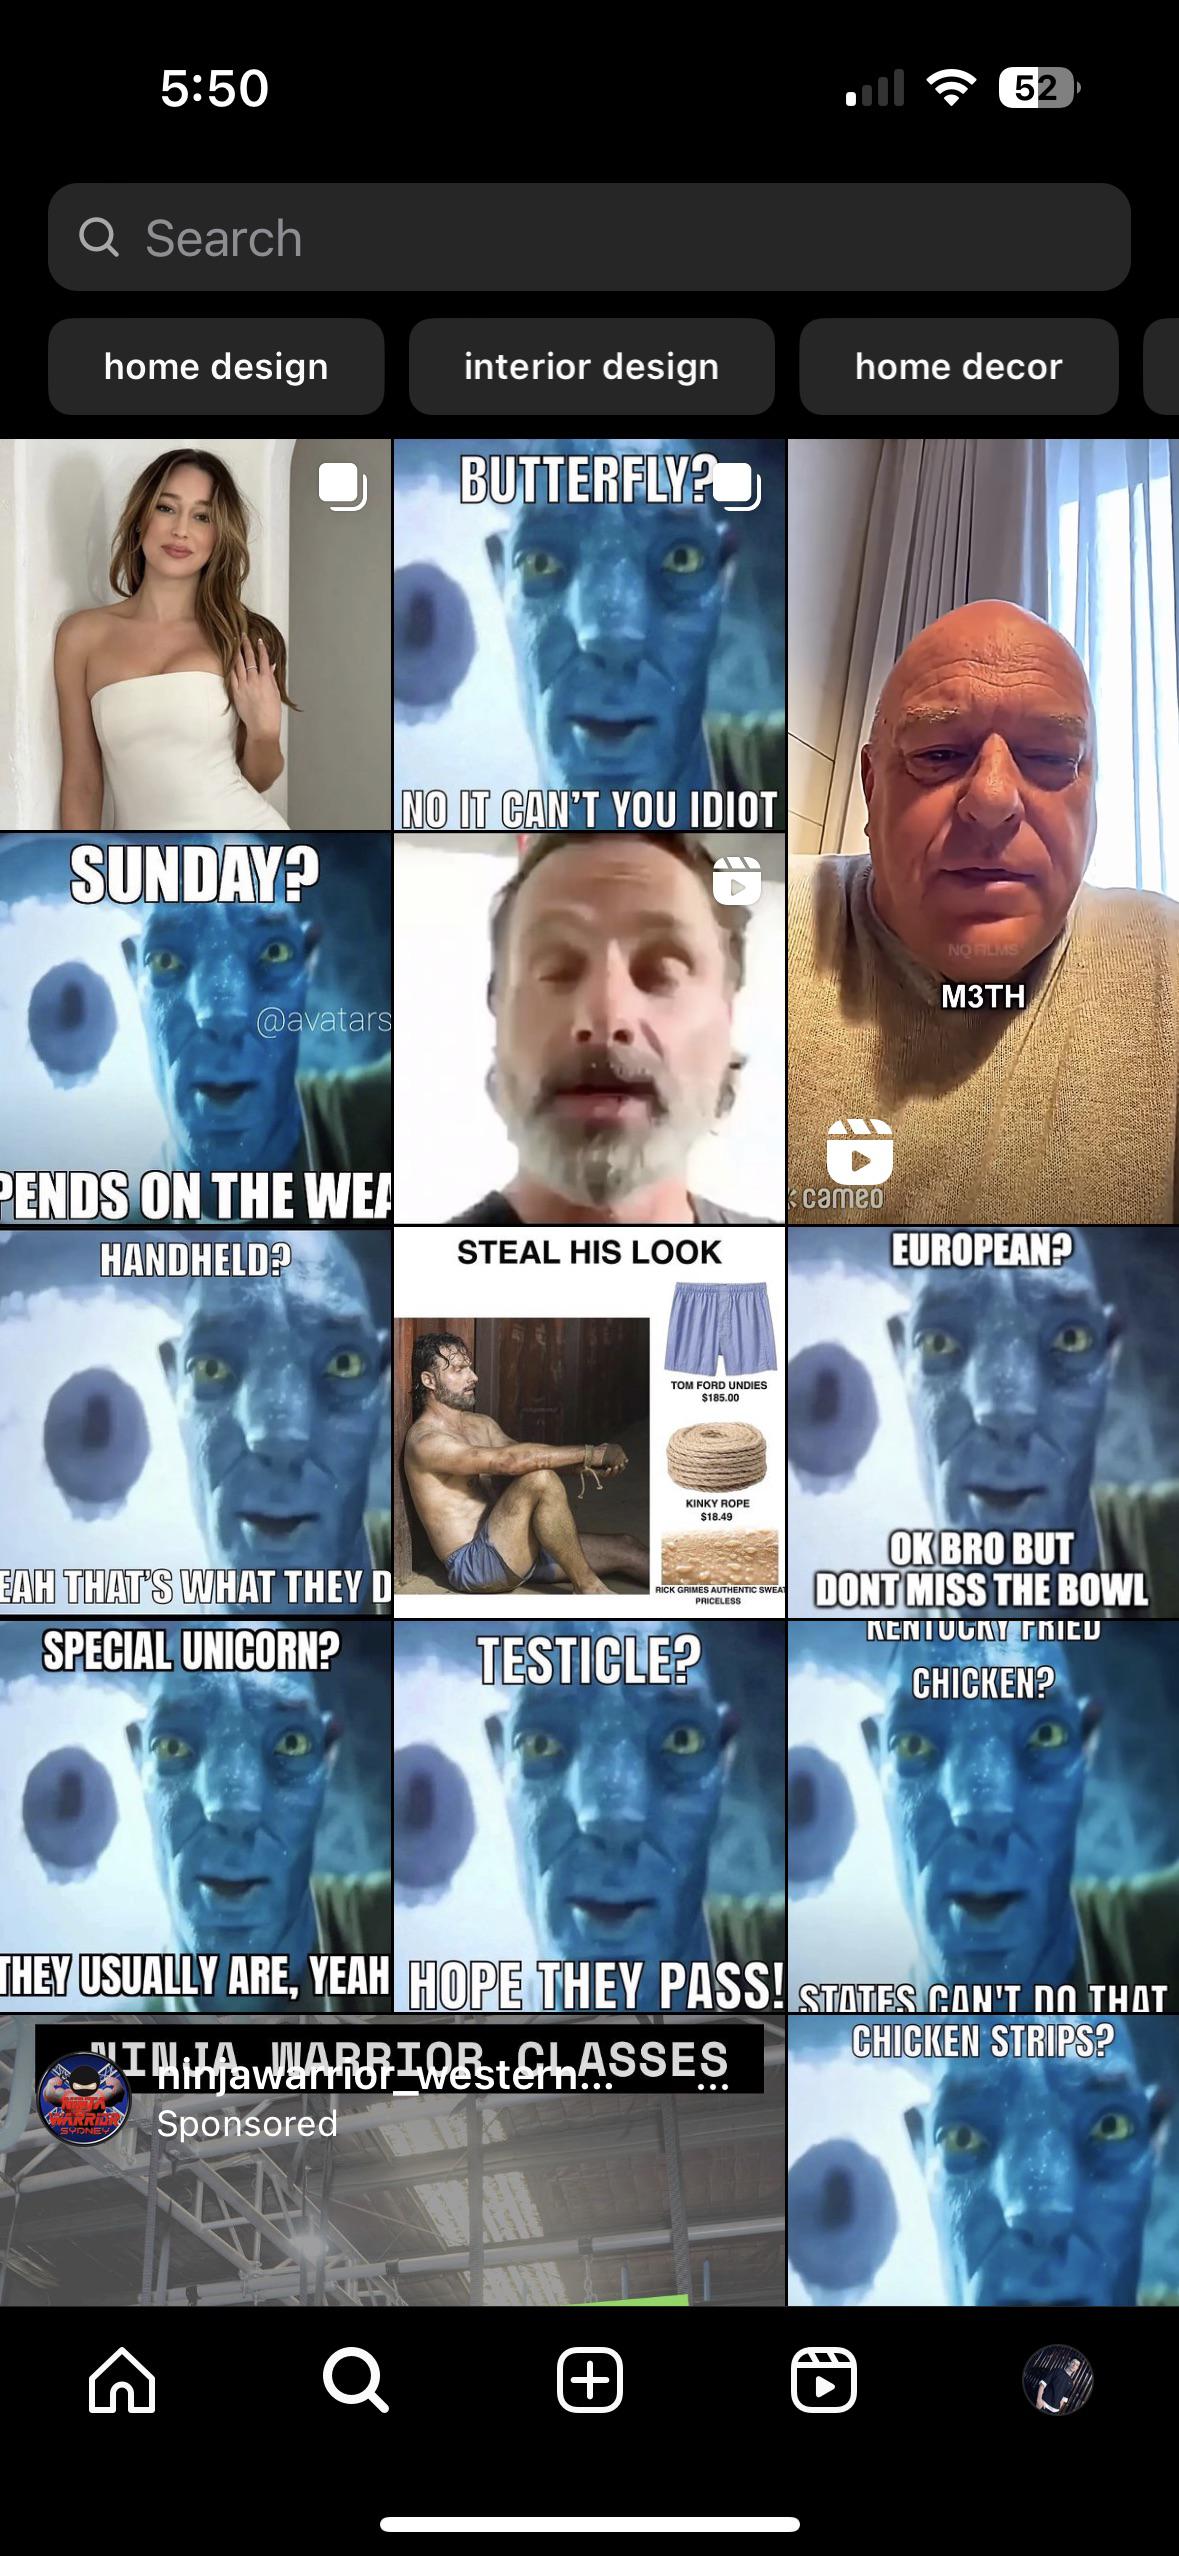 5:50
52
Search
home design
interior design
home decor
BUTTERFLY?
NO IT CAN'T YOU IDIOT
NQ FILMS
M3TH
cameo
SUNDAY?
@avatars
PENDS ON THE WEA
HANDHELD?
EAH THAT'S WHAT THEY D
STEAL HIS LOOK
TOM FORD UNDIES
$185.00
KINKY ROPE
$18.49
RICK GRIMES AUTHENTIC SWEAT
PRICELESS
EUROPEAN?
OK BRO BUT
DONT MISS THE BOWL
SPECIAL UNICORN?
THEY USUALLY ARE, YEAH
TESTICLE?
HOPE THEY PASS!
KENTUCKY FRIED
CHICKEN?
STATES CAN'T DO THAT
NINJA WARRIOR CLASSES
ninjawarrior_western...
...
Sponsored
NINJA
WARRIOR
SYDNEY
CHICKEN STRIPS?